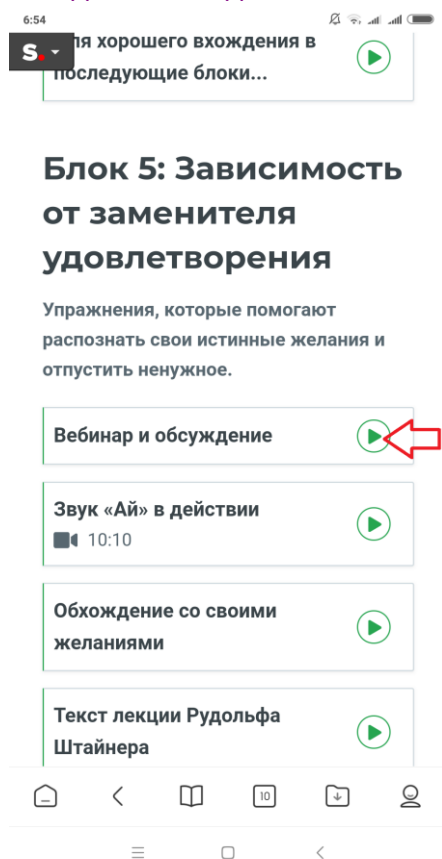 6:54
S.
ля хорошего вхождения в
последующие блоки...
Блок 5: Зависимость
от заменителя
удовлетворения
Упражнения, которые помогают
распознать свои истинные желания и
отпустить ненужное.
Вебинар и обсуждение
Звук «Ай» в действии
10:10
Обхождение со своими
желаниями
Текст лекции Рудольфа
Штайнера
10